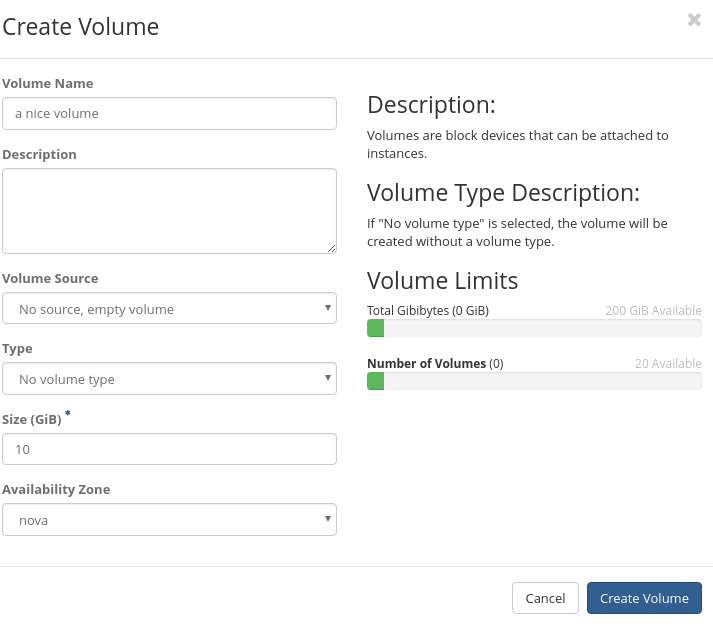 Create Volume
✖
Volume Name
a nice volume
Description
Volume Source
No source, empty volume
Type
No volume type
Size (GiB) *
10
Availability Zone
nova
Description:
Volumes are block devices that can be attached to
instances.
Volume Type Description:
If "No volume type" is selected, the volume will be
created without a volume type.
Volume Limits
Total Gibibytes (0 GiB) 200 GiB Available
Number of Volumes (0) 20 Available
Cancel Create Volume